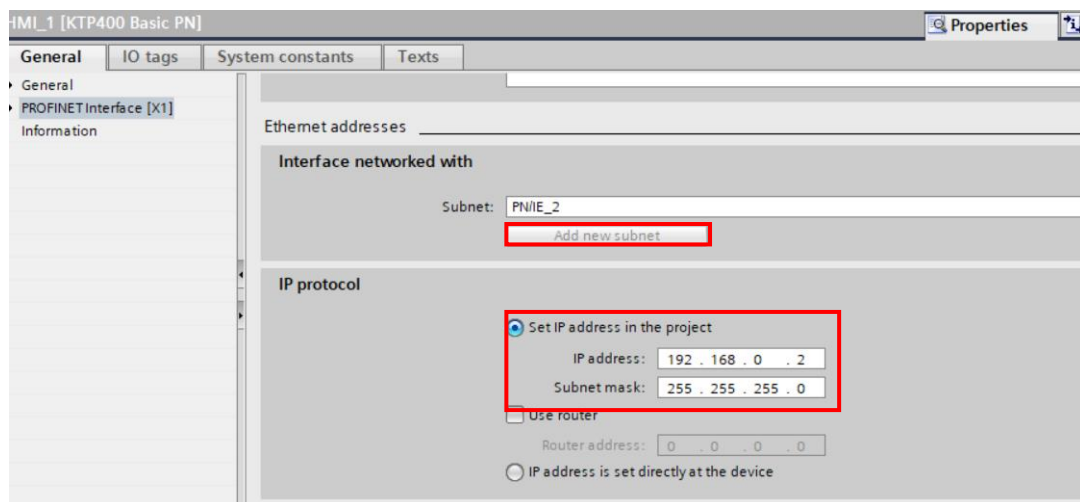 HMI_1 [KTP400 Basic PN]
Properties
General IO tags System constants Texts
General
PROFINET Interface [X1]
Information
Ethernet addresses
Interface networked with
Subnet: PN/IE_2
Add new subnet
IP protocol
Set IP address in the project
IP address: 192 . 168 . 0 . 2
Subnet mask: 255 . 255 . 255 . 0
Use router
Router address: 0 . 0 . 0 . 0
IP address is set directly at the device